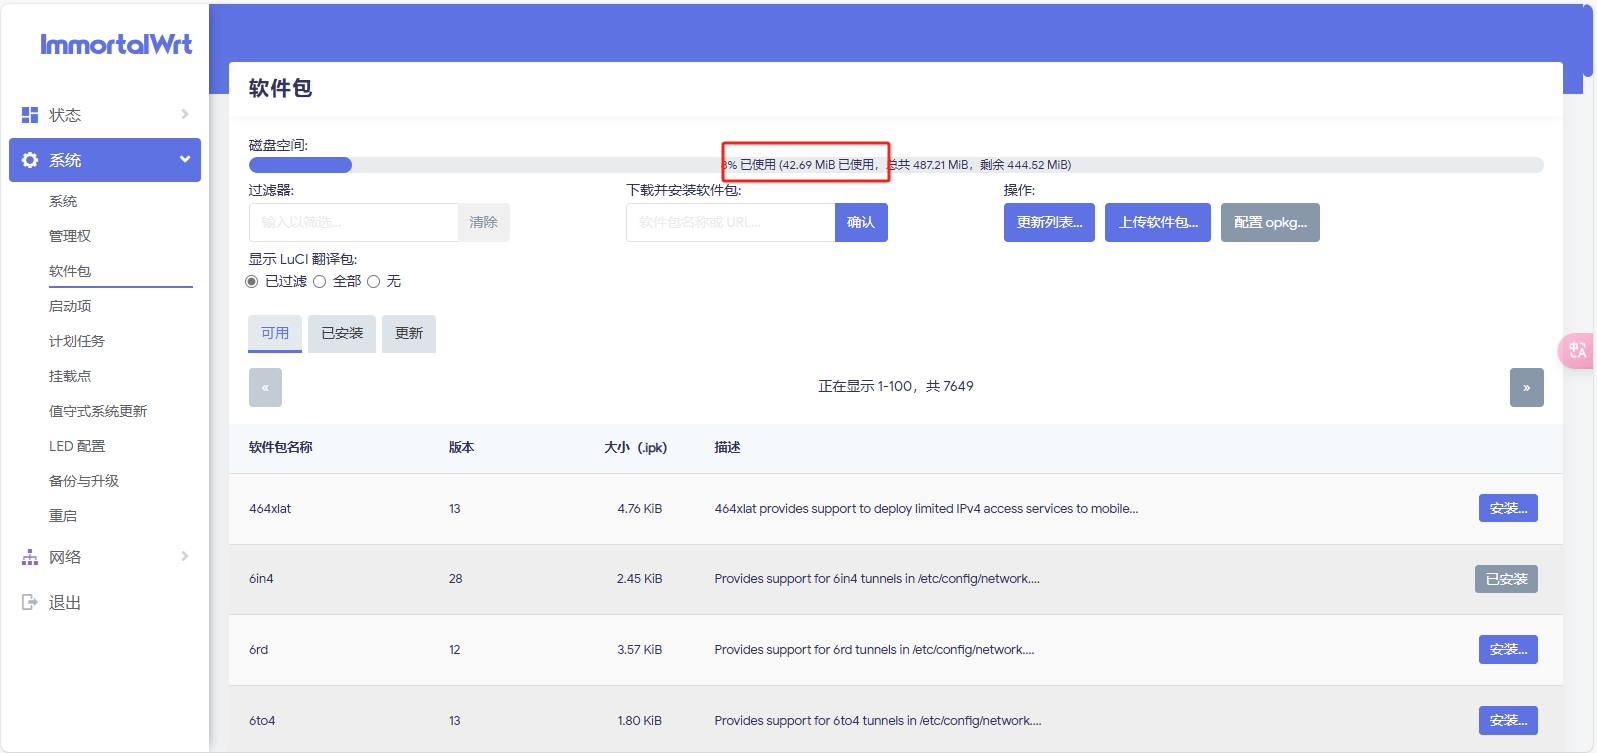 ImmortalWrt
状态
系统
系统
管理权
软件包
启动项
计划任务
挂载点
值守式系统更新
LED 配置
备份与升级
重启
网络
退出
软件包
磁盘空间:
8% 已使用 (42.69 MiB 已使用，总共 487.21 MiB，剩余 444.52 MiB)
过滤器: 下载并安装软件包: 操作:
输入以筛选... 清除 软件包名称或 URL... 确认 更新列表... 上传软件包... 配置 opkg...
显示 LuCI 翻译包:
已过滤 全部 无
可用 已安装 更新
« 正在显示 1-100，共 7649 »
软件包名称 版本 大小 （.ipk） 描述
464xlat 13 4.76 KiB 464xlat provides support to deploy limited IPv4 access services to mobile... 安装...
6in4 28 2.45 KiB Provides support for 6in4 tunnels in /etc/config/network.... 已安装
6rd 12 3.57 KiB Provides support for 6rd tunnels in /etc/config/network.... 安装...
6to4 13 1.80 KiB Provides support for 6to4 tunnels in /etc/config/network.... 安装...
中
A